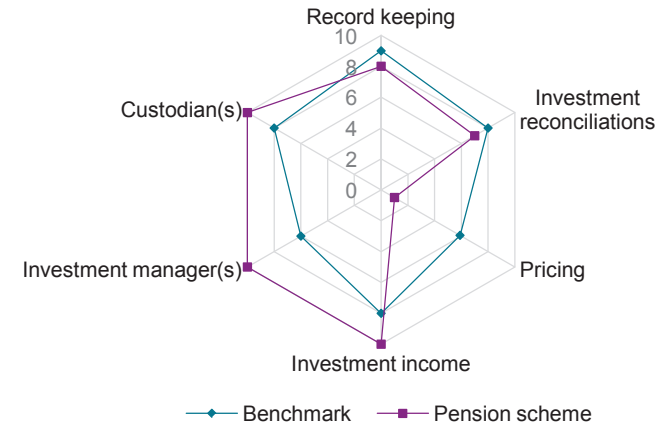 Record keeping
10
8
6
4
2
0
Custodian(s)
Investment
reconciliations
Investment manager(s)
Pricing
Investment income
Benchmark
Pension scheme